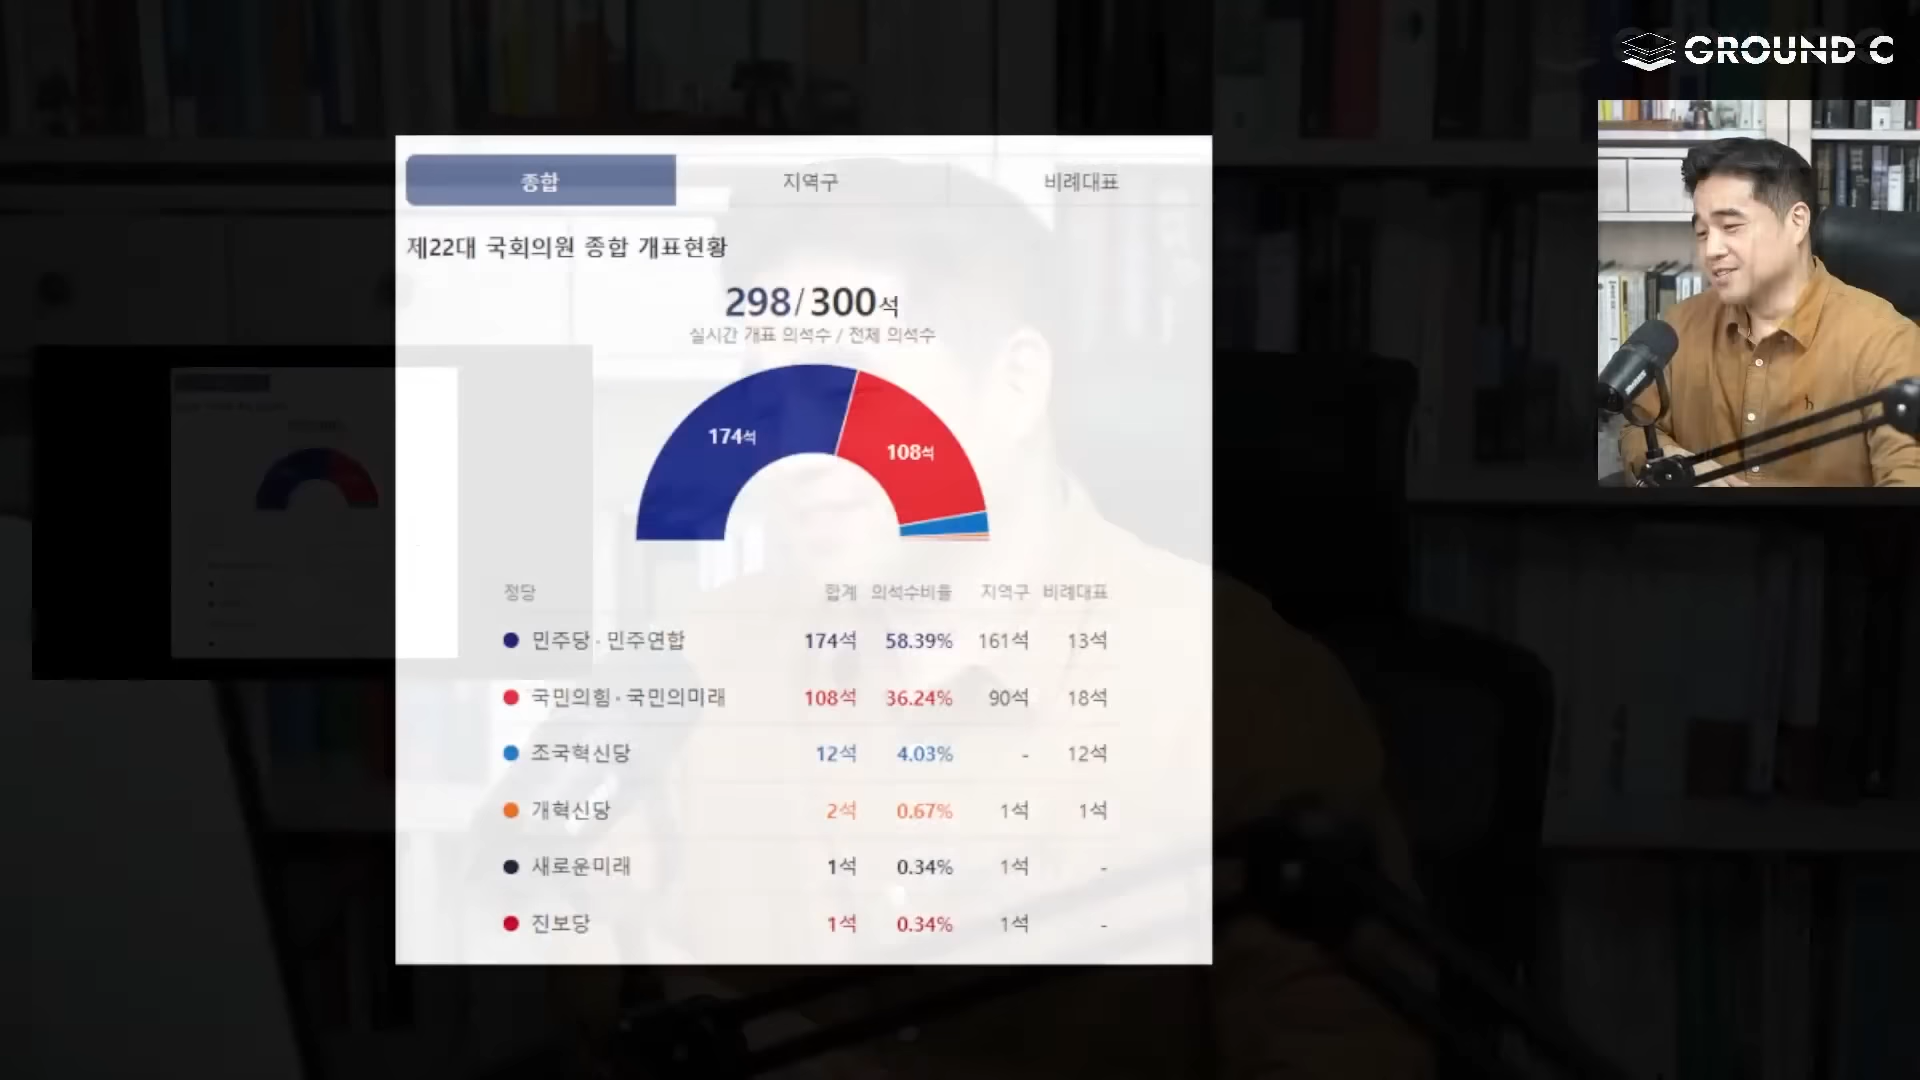 GROUND C
종합 지역구 비례대표
제22대 국회의원 종합 개표현황
298/300석
실시간 개표 의석수 / 전체 의석수
174석
108석
정당 합계 의석수비율 지역구 비례대표
민주당·민주연합 174석 58.39% 161석 13석
국민의힘·국민의미래 108석 36.24% 90석 18석
조국혁신당 12석 4.03% - 12석
개혁신당 2석 0.67% 1석 1석
새로운미래 1석 0.34% 1석 -
진보당 1석 0.34% 1석 -